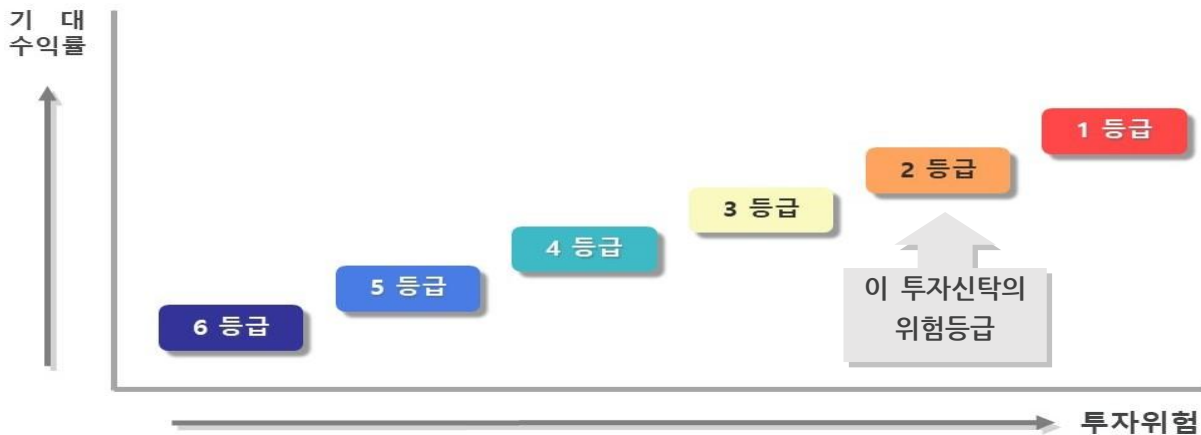 기 대
수익률
1 등급
2 등급
3 등급
4 등급
5 등급
6 등급
이 투자신탁의
위험등급
투자위험